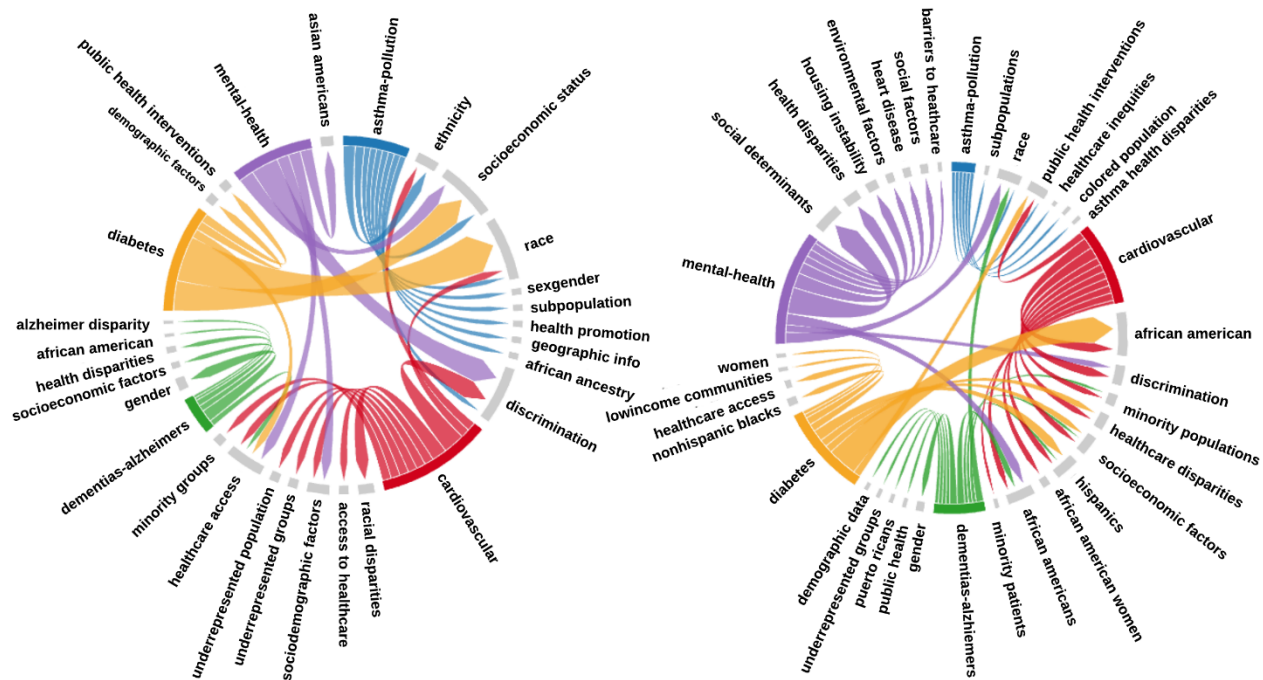 asian americans
asthma-pollution
ethnicity
socioeconomic status
race
sexgender
subpopulation
health promotion
geographic info
african ancestry
discrimination
cardiovascular
racial disparities
access to healthcare
sociodemographic factors
underrepresented groups
underrepresented population
healthcare access
minority groups
dementias-alzheimers
gender
socioeconomic factors
health disparities
african american
alzheimer disparity
diabetes
demographic factors
public health interventions
mental-health
asthma-pollution
subpopulations
race
public health interventions
healthcare inequities
colored population
asthma health disparities
cardiovascular
african american
discrimination
minority populations
healthcare disparities
socioeconomic factors
hispanics
african american women
african americans
minority patients
dementias-alzhiemers
gender
public health
puerto ricans
underrepresented groups
demographic data
diabetes
nonhispanic blacks
healthcare access
lowincome communities
women
mental-health
social determinants
health disparities
housing instability
environmental factors
heart disease
social factors
barriers to heathcare